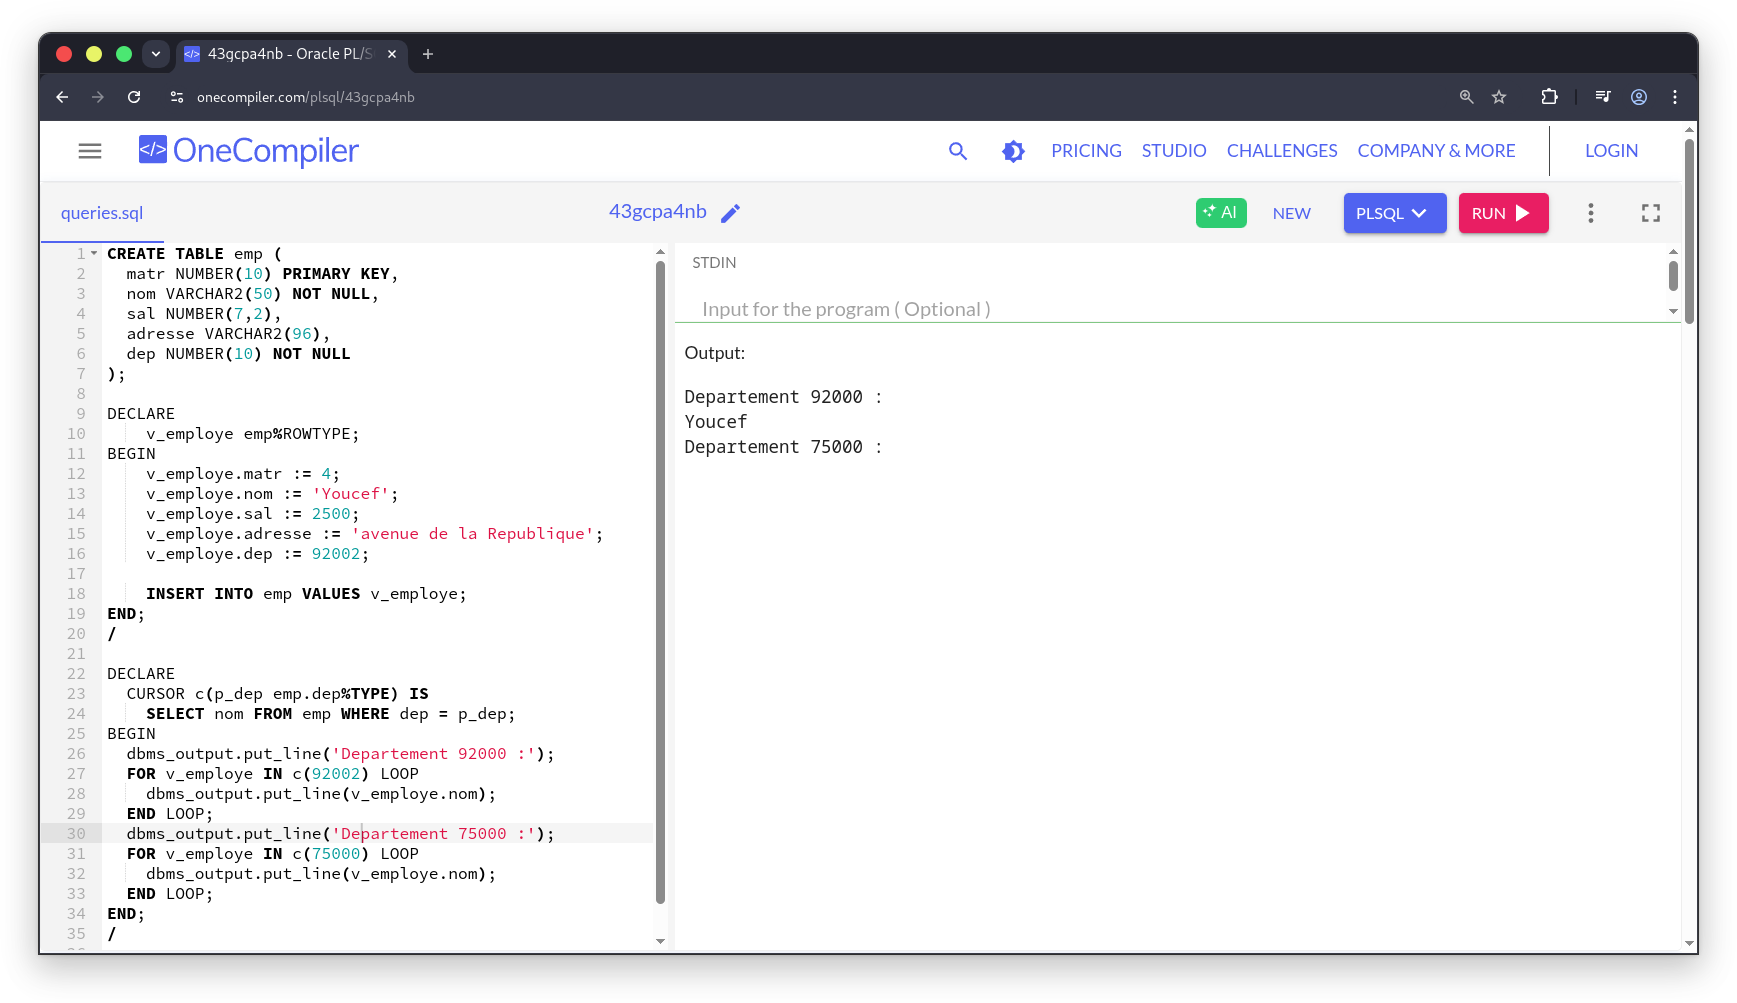 43gcpa4nb - Oracle PL/S
onecompiler.com/plsql/43gcpa4nb
</> OneCompiler
PRICING STUDIO CHALLENGES COMPANY & MORE LOGIN
queries.sql
43gcpa4nb
AI NEW PLSQL RUN
1 CREATE TABLE emp (
2 matr NUMBER(10) PRIMARY KEY,
3 nom VARCHAR2(50) NOT NULL,
4 sal NUMBER(7,2),
5 adresse VARCHAR2(96),
6 dep NUMBER(10) NOT NULL
7 );
8
9 DECLARE
10 v_employe emp%ROWTYPE;
11 BEGIN
12 v_employe.matr := 4;
13 v_employe.nom := 'Youcef';
14 v_employe.sal := 2500;
15 v_employe.adresse := 'avenue de la Republique';
16 v_employe.dep := 92002;
17
18 INSERT INTO emp VALUES v_employe;
19 END;
20 /
21
22 DECLARE
23 CURSOR c(p_dep emp.dep%TYPE) IS
24 SELECT nom FROM emp WHERE dep = p_dep;
25 BEGIN
26 dbms_output.put_line('Departement 92000 :');
27 FOR v_employe IN c(92002) LOOP
28 dbms_output.put_line(v_employe.nom);
29 END LOOP;
30 dbms_output.put_line('Departement 75000 :');
31 FOR v_employe IN c(75000) LOOP
32 dbms_output.put_line(v_employe.nom);
33 END LOOP;
34 END;
35 /
STDIN
Input for the program ( Optional )
Output:
Departement 92000 :
Youcef
Departement 75000 :